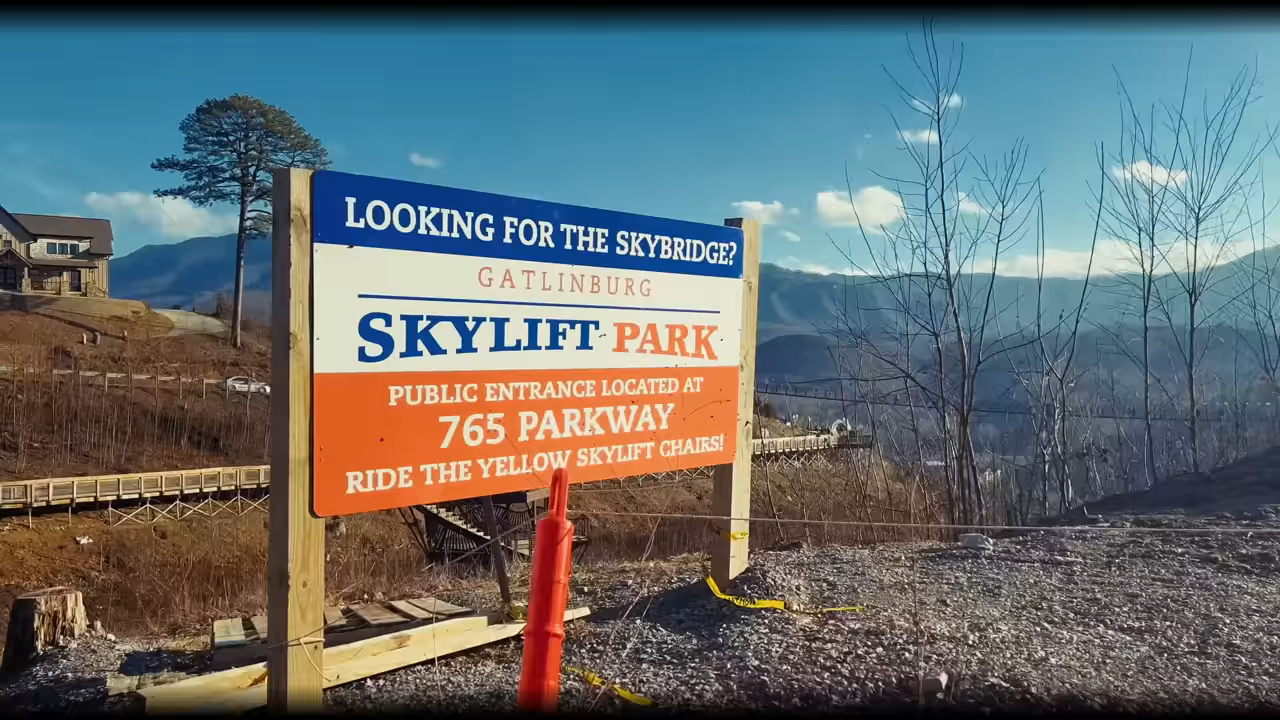 LOOKING FOR THE SKYBRIDGE?
GATLINBURG
SKYLIFT PARK
PUBLIC ENTRANCE LOCATED AT
765 PARKWAY
RIDE THE YELLOW SKYLIFT CHAIRS!